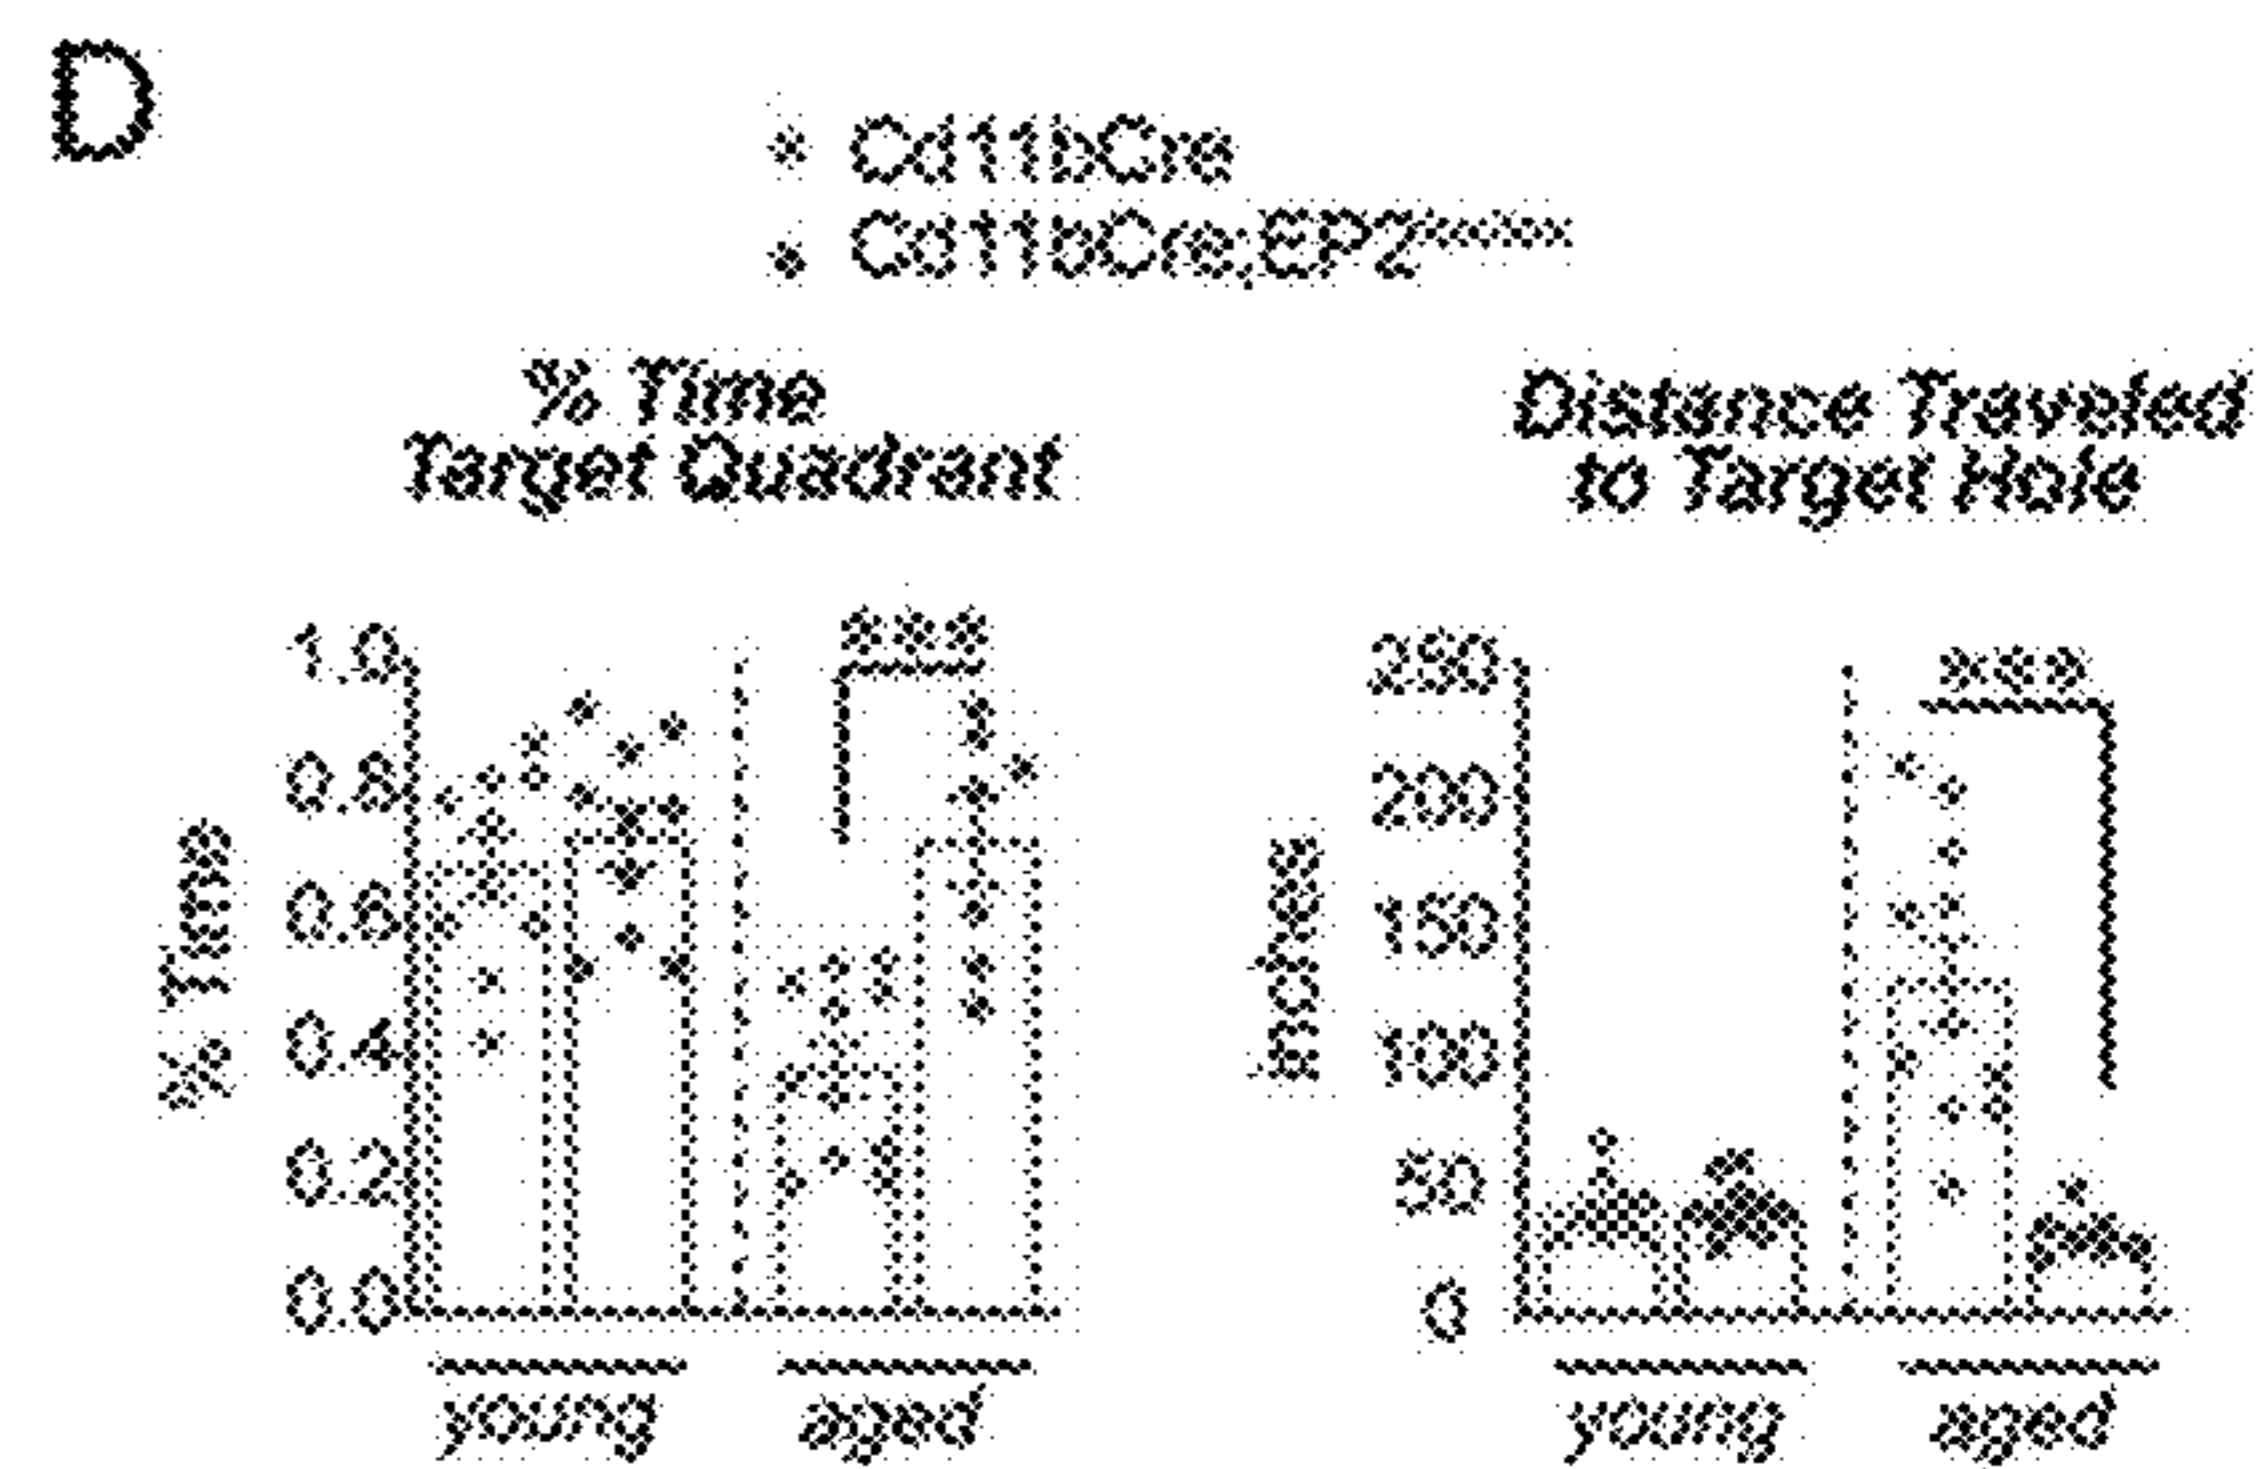 D
Cd11bCre
Cd11bCre;EP2
% Time
Target Quadrant
% Time
1.0
0.8
0.6
0.4
0.2
0.0
young
aged
Distance Traveled
to Target Hole
inches
250
200
150
100
50
0
young
aged